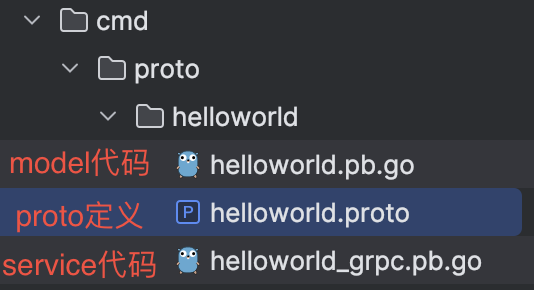 cmd
proto
helloworld
model代码 helloworld.pb.go
proto定义 P helloworld.proto
service代码 helloworld_grpc.pb.go